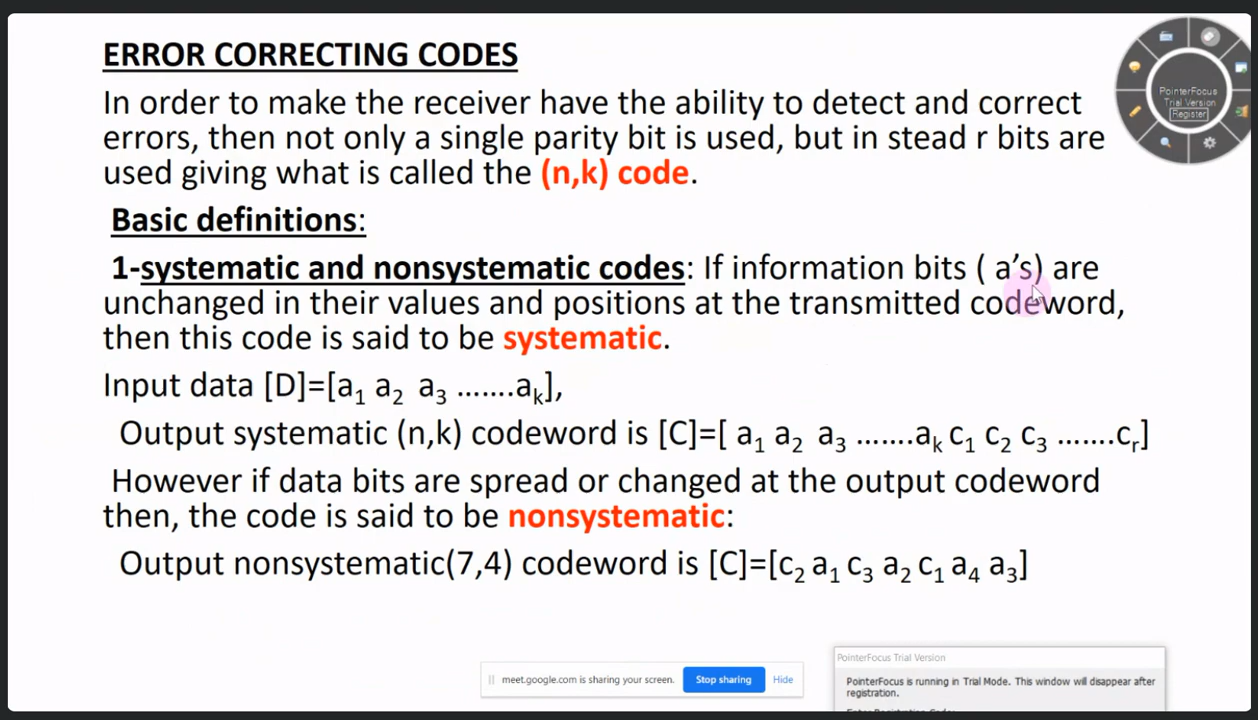 ERROR CORRECTING CODES
In order to make the receiver have the ability to detect and correct
errors, then not only a single parity bit is used, but in stead r bits are
used giving what is called the (n,k) code.
Basic definitions:
1-systematic and nonsystematic codes: If information bits ( a’s) are
unchanged in their values and positions at the transmitted codeword,
then this code is said to be systematic.
Input data [D]=[a₁ a₂ a₃ …….aₖ],
Output systematic (n,k) codeword is [C]=[ a₁ a₂ a₃ …….aₖ c₁ c₂ c₃ …….cᵣ]
However if data bits are spread or changed at the output codeword
then, the code is said to be nonsystematic:
Output nonsystematic(7,4) codeword is [C]=[c₂ a₁ c₃ a₂ c₁ a₄ a₃]
PointerFocus
Trial Version
Register
meet.google.com is sharing your screen.
Stop sharing
Hide
PointerFocus Trial Version
PointerFocus is running in Trial Mode. This window will disappear after
registration.